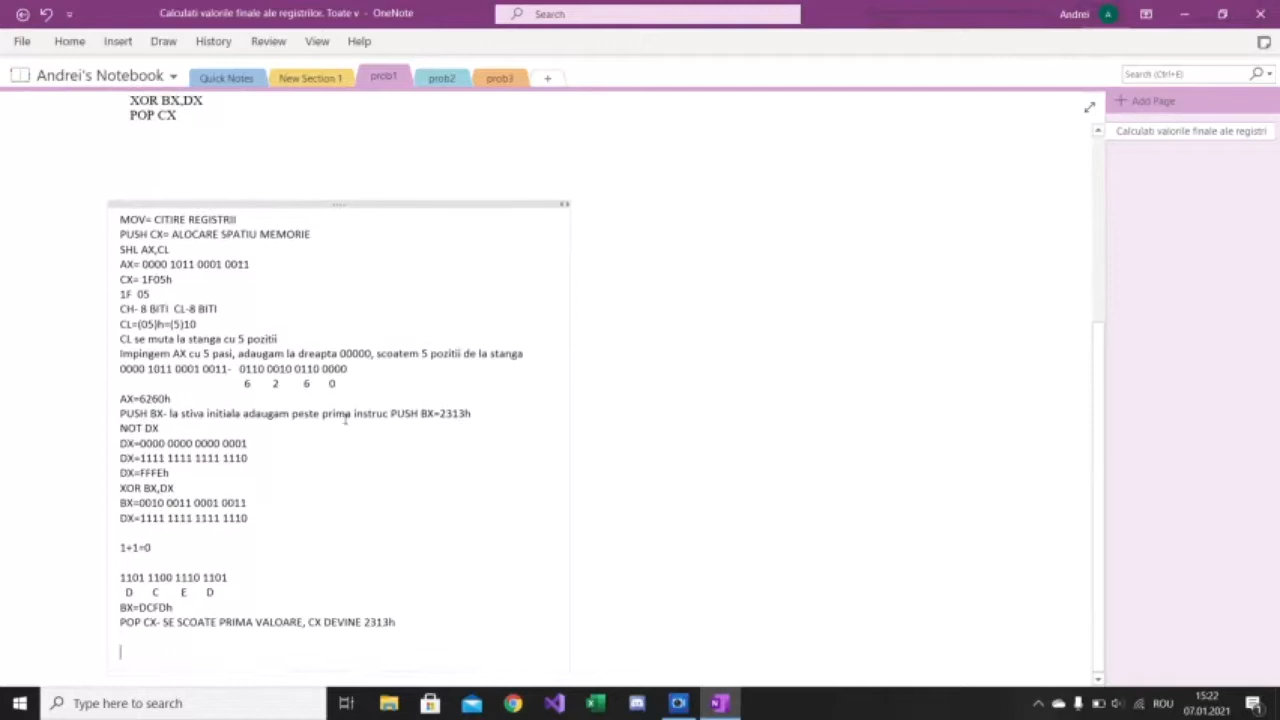 Calculati valorile finale ale registrilor. Toate v - OneNote
Search
Andrei
A
File Home Insert Draw History Review View Help
Andrei's Notebook
Quick Notes
New Section 1
prob1
prob2
prob3
+
Search (Ctrl+E)
XOR BX,DX
POP CX
+ Add Page
Calculati valorile finale ale registri
MOV= CITIRE REGISTRII
PUSH CX= ALOCARE SPATIU MEMORIE
SHL AX,CL
AX= 0000 1011 0001 0011
CX= 1F05h
1F 05
CH- 8 BITI CL-8 BITI
CL=(05)h=(5)10
CL se muta la stanga cu 5 pozitii
Impingem AX cu 5 pasi, adaugam la dreapta 00000, scoatem 5 pozitii de la stanga
0000 1011 0001 0011- 0110 0010 0110 0000
6 2 6 0
AX=6260h
PUSH BX- la stiva initiala adaugam peste prima instruc PUSH BX=2313h
NOT DX
DX=0000 0000 0000 0001
DX=1111 1111 1111 1110
DX=FFFEh
XOR BX,DX
BX=0010 0011 0001 0011
DX=1111 1111 1111 1110
1+1=0
1101 1100 1110 1101
D C E D
BX=DCFDh
POP CX- SE SCOATE PRIMA VALOARE, CX DEVINE 2313h
Type here to search
ROU
15:22
07.01.2021